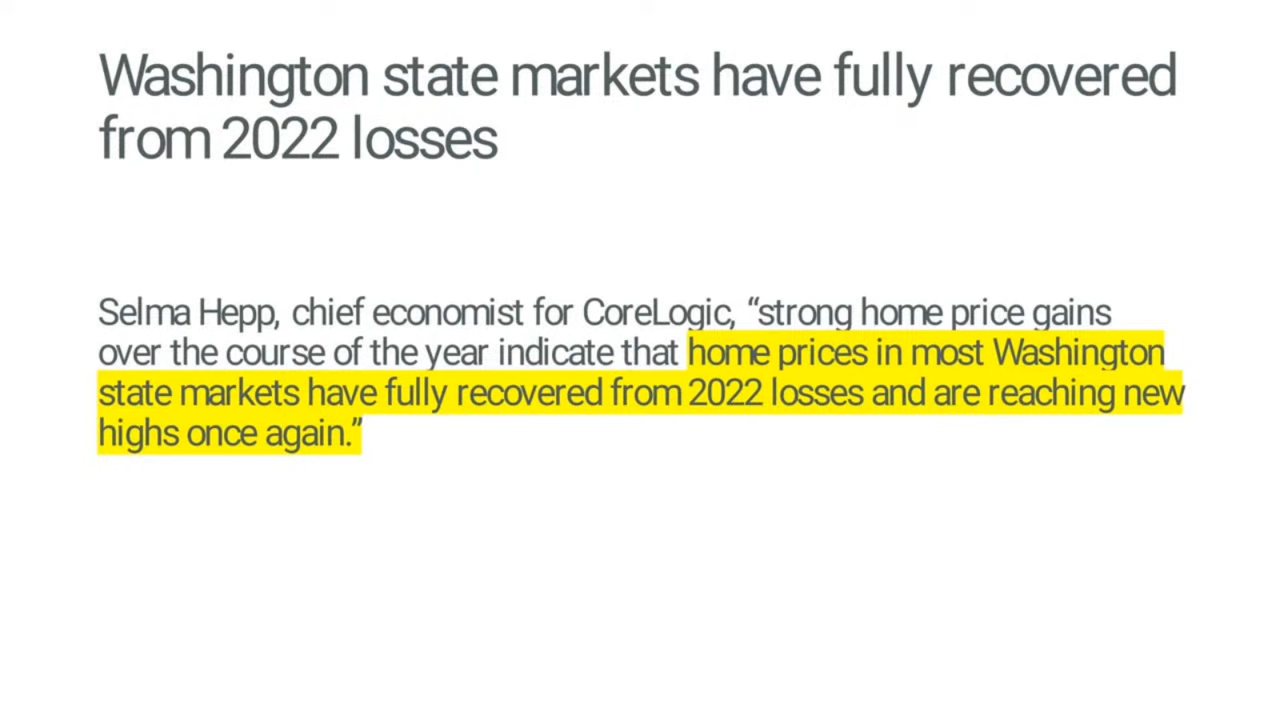 Washington state markets have fully recovered
from 2022 losses
Selma Hepp, chief economist for CoreLogic, “strong home price gains
over the course of the year indicate that home prices in most Washington
state markets have fully recovered from 2022 losses and are reaching new
highs once again.”